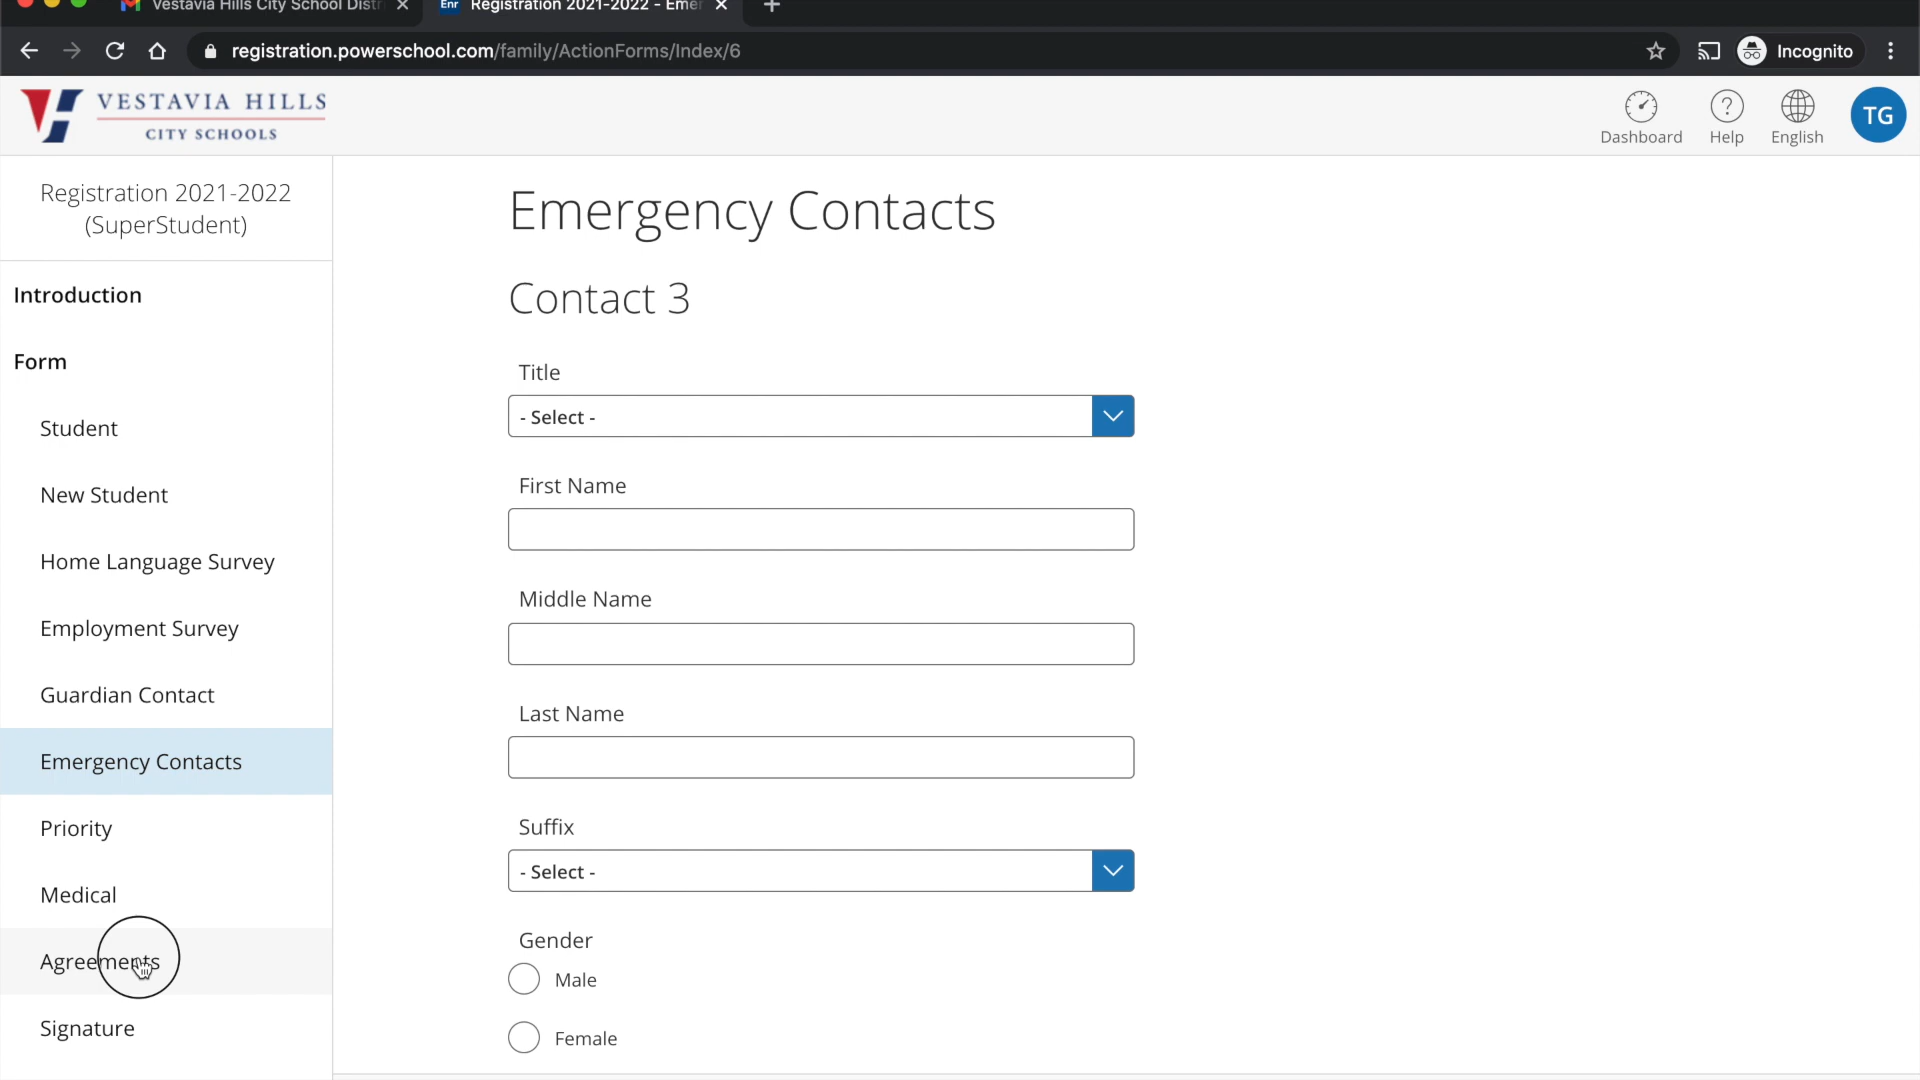 Vestavia Hills City School Distri
Enr Registration 2021-2022 - Emer
registration.powerschool.com/family/ActionForms/Index/6
Incognito
VESTAVIA HILLS
CITY SCHOOLS
Dashboard
Help
English
TG
Registration 2021-2022
(SuperStudent)
Introduction
Form
Student
New Student
Home Language Survey
Employment Survey
Guardian Contact
Emergency Contacts
Priority
Medical
Agreements
Signature
Emergency Contacts
Contact 3
Title
- Select -
First Name
Middle Name
Last Name
Suffix
- Select -
Gender
Male
Female